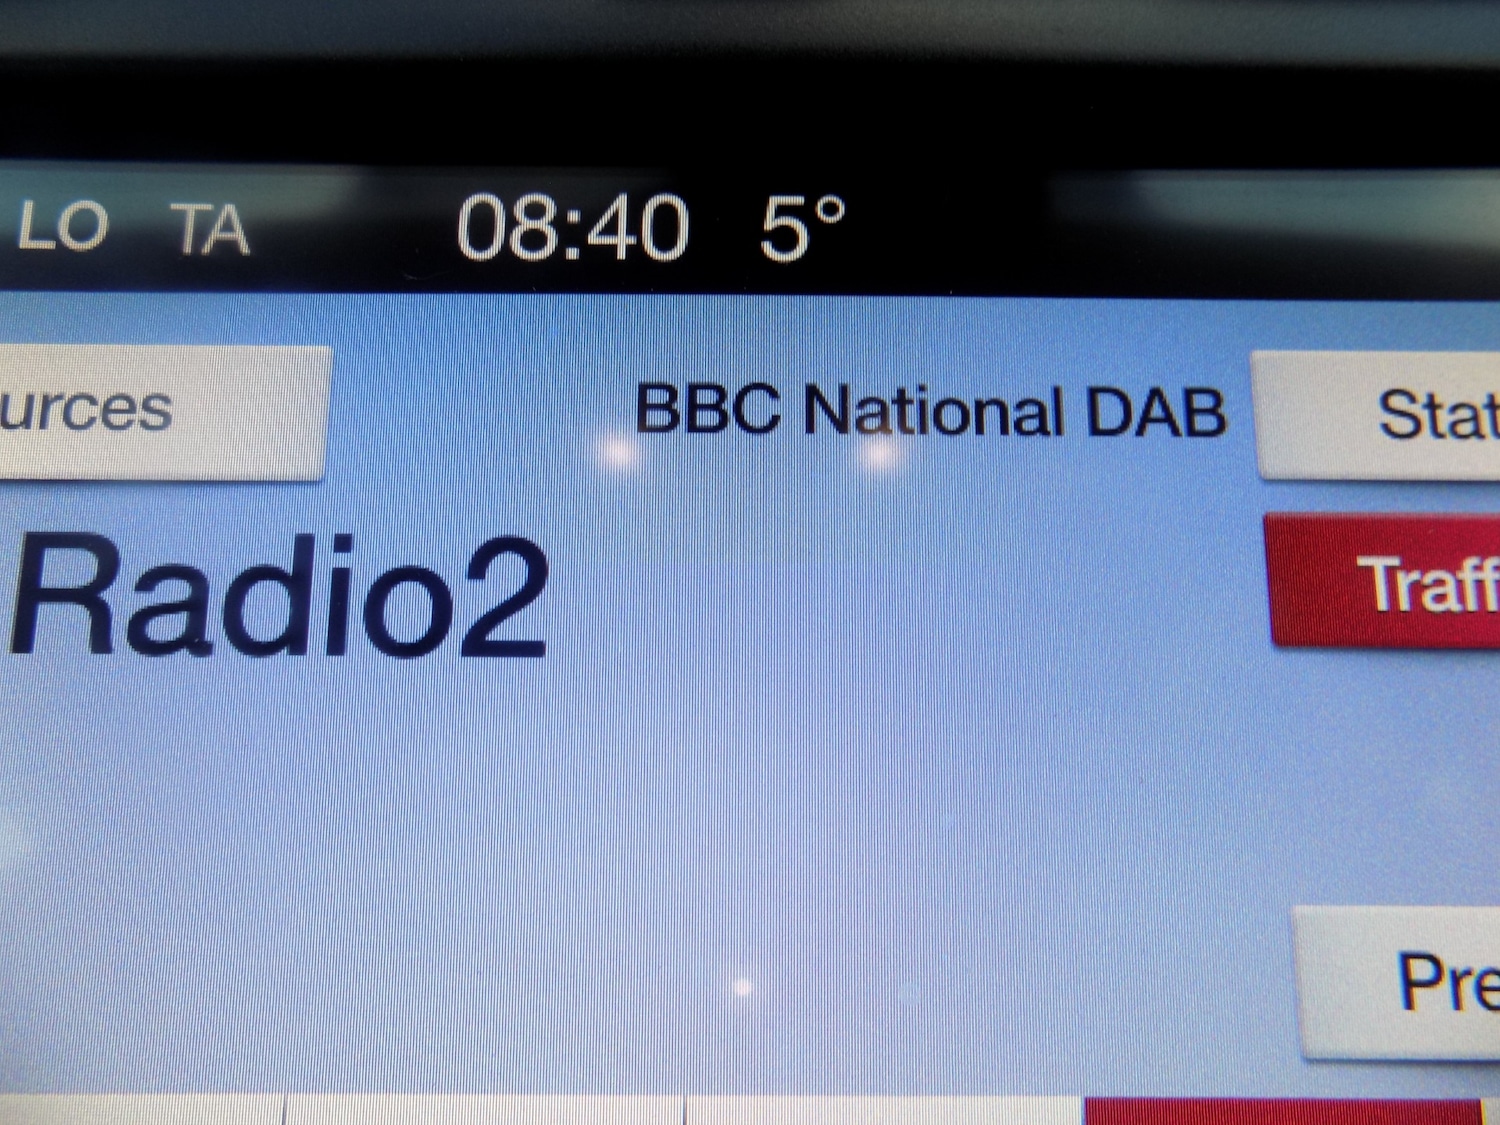 LO TA 08:40 5°
urces BBC National DAB Stat
Radio2
Traff
Pre